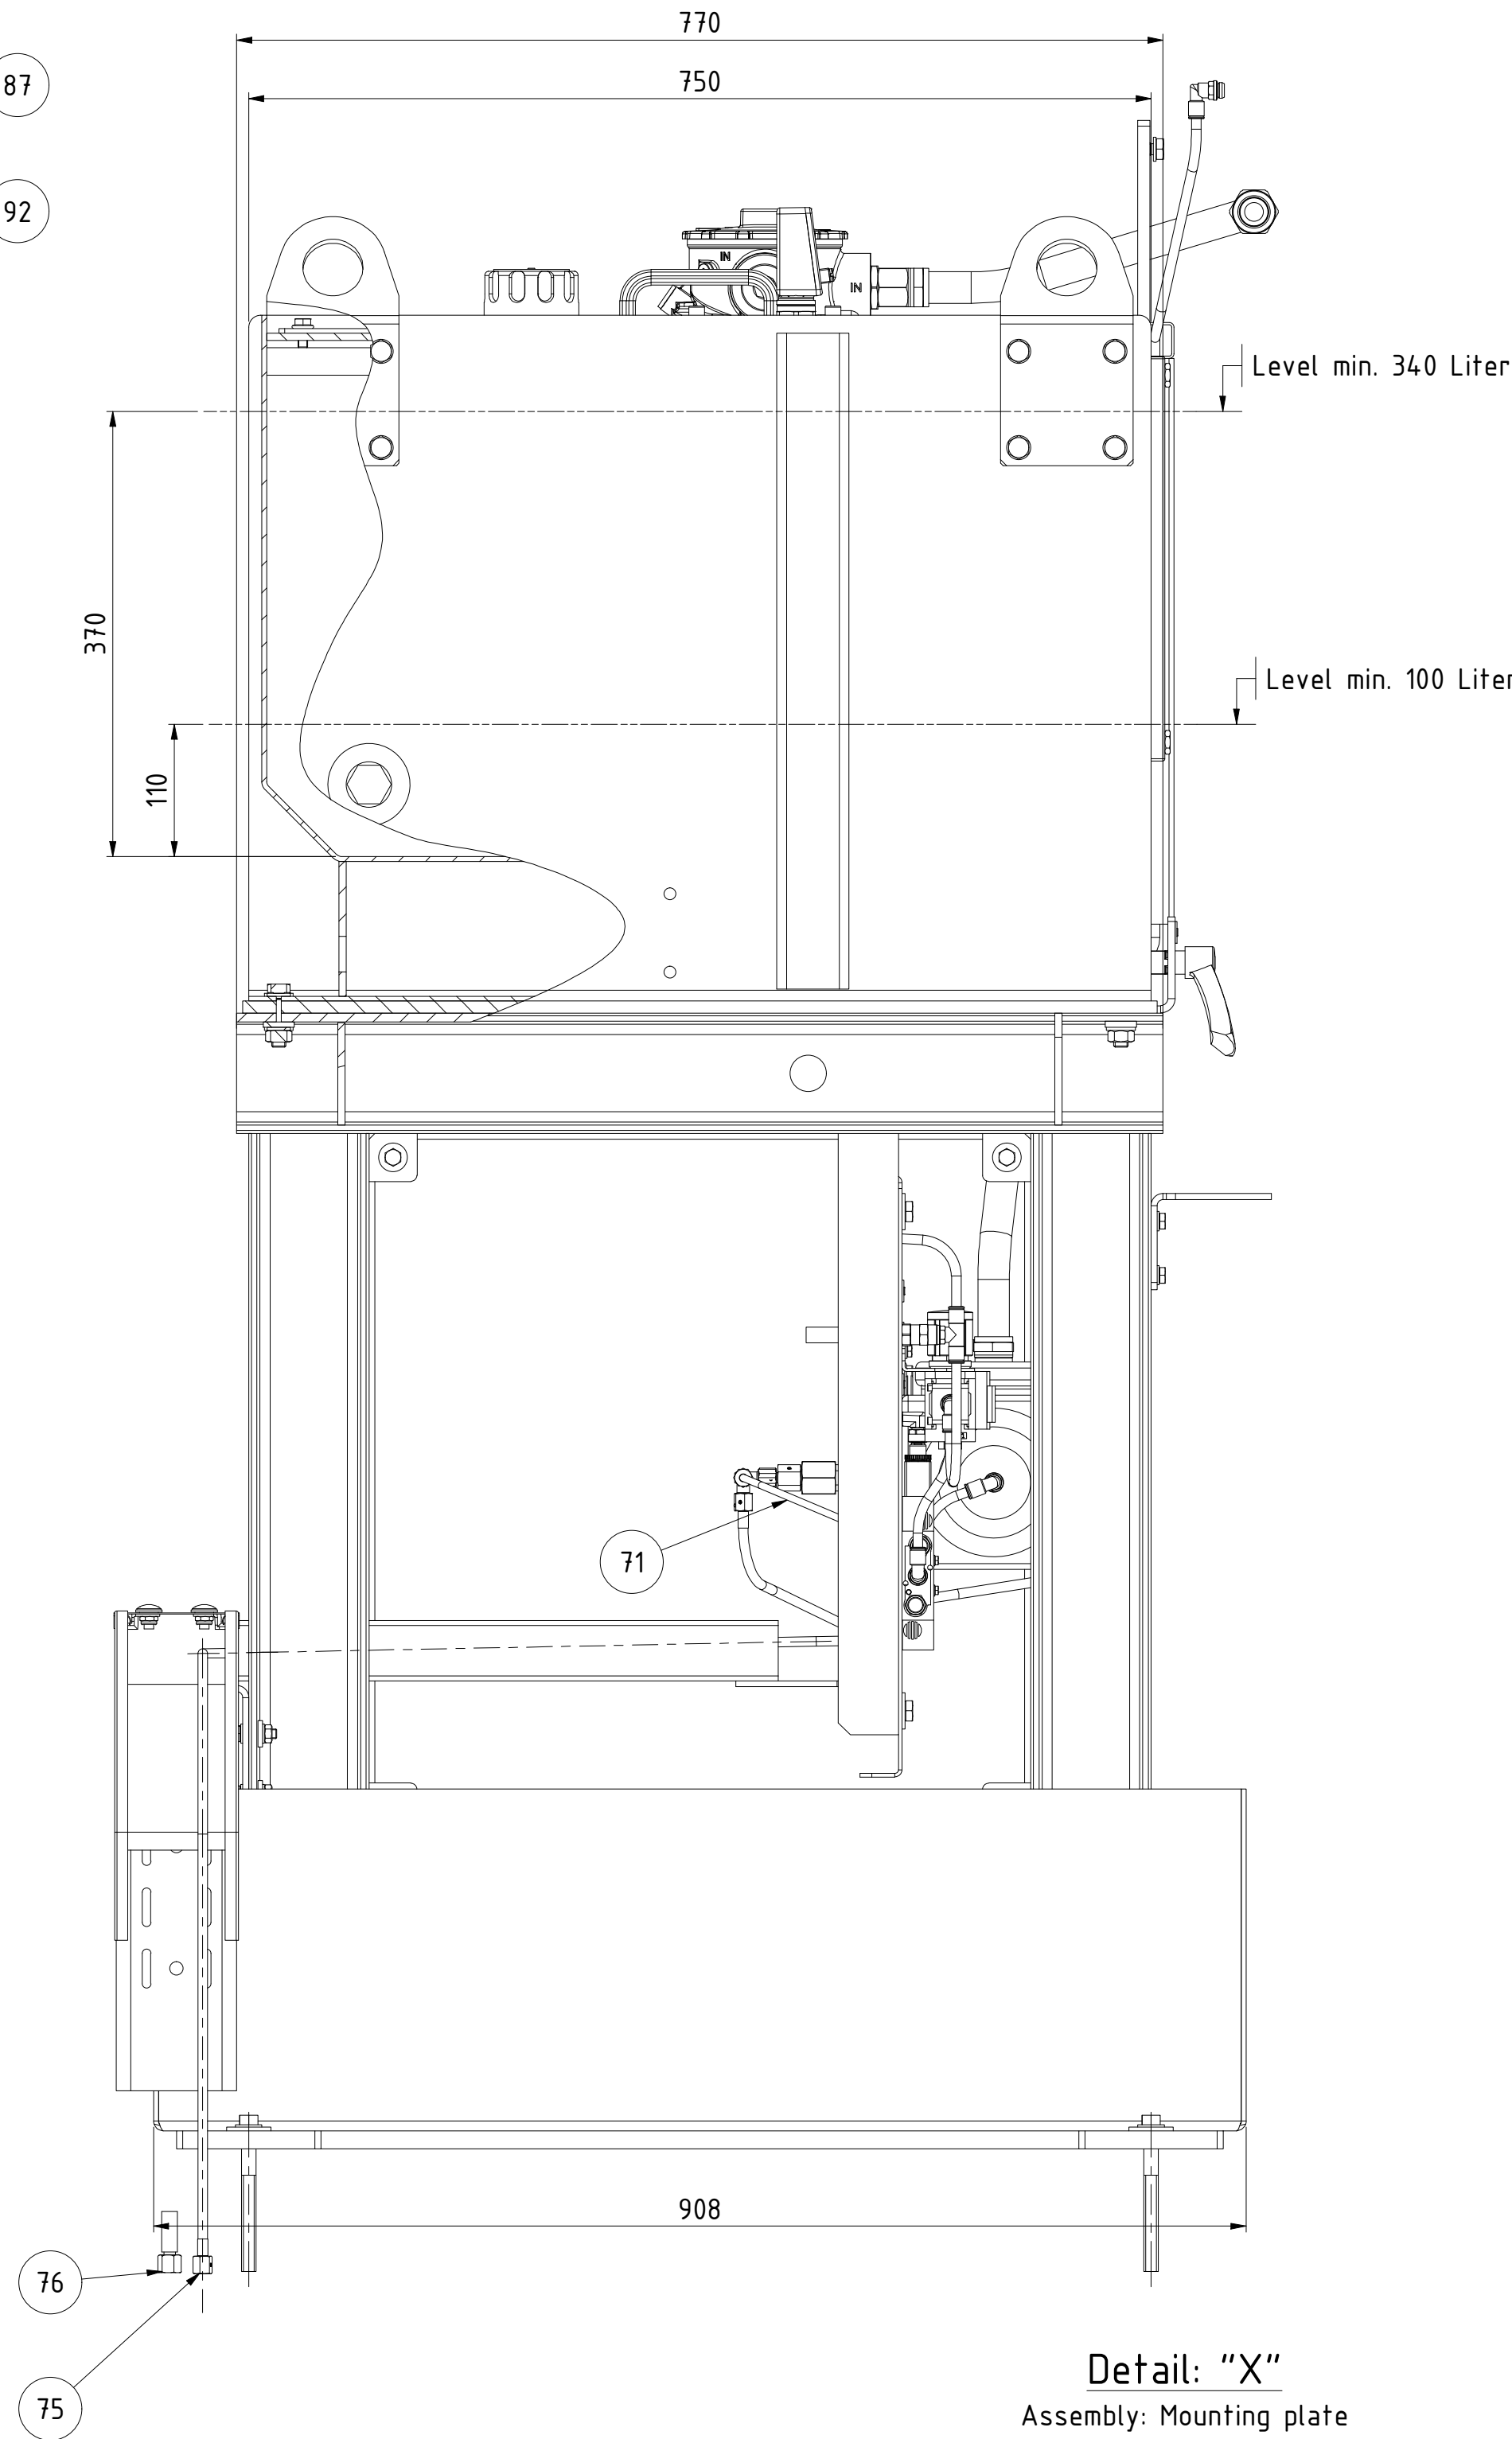 770
87
750
92
IN
IN
Level min. 340 Liter
370
Level min. 100 Liter
110
71
908
76
75
Detail: "X"
Assembly: Mounting plate